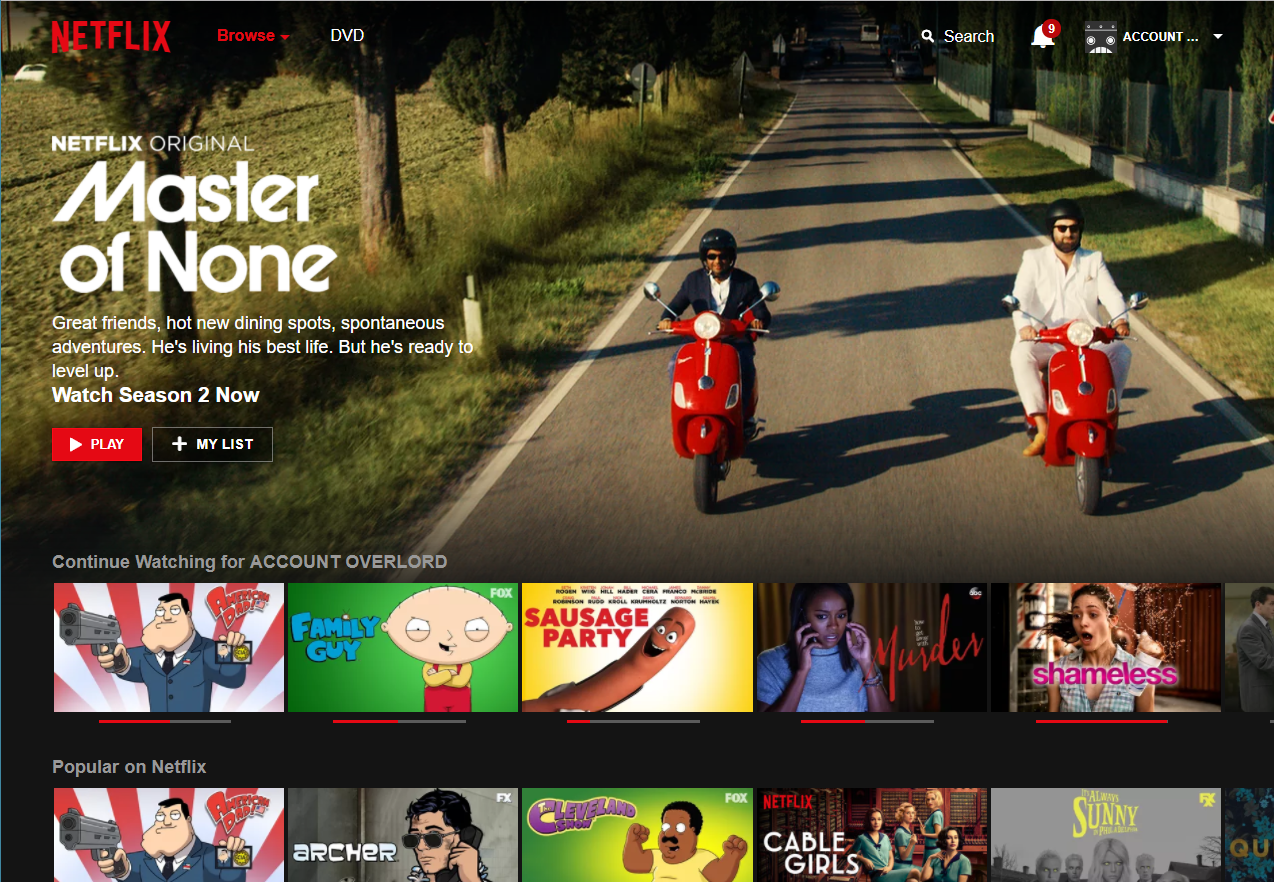 NETFLIX
Browse
DVD
Search
9
ACCOUNT ...
NETFLIX ORIGINAL
Master
of None
Great friends, hot new dining spots, spontaneous
adventures. He's living his best life. But he's ready to
level up.
Watch Season 2 Now
PLAY
MY LIST
Continue Watching for ACCOUNT OVERLORD
AMERICAN
DAD!
FAMILY
GUY
FOX
SAUSAGE
PARTY
how
to
get away
with
Murder
abc
shameless
Popular on Netflix
AMERICAN
DAD!
ARCHER
FX
THE
CLEVELAND
SHOW
FOX
NETFLIX
CABLE
GIRLS
IT'S ALWAYS
SUNNY
IN PHILADELPHIA
FX
QU